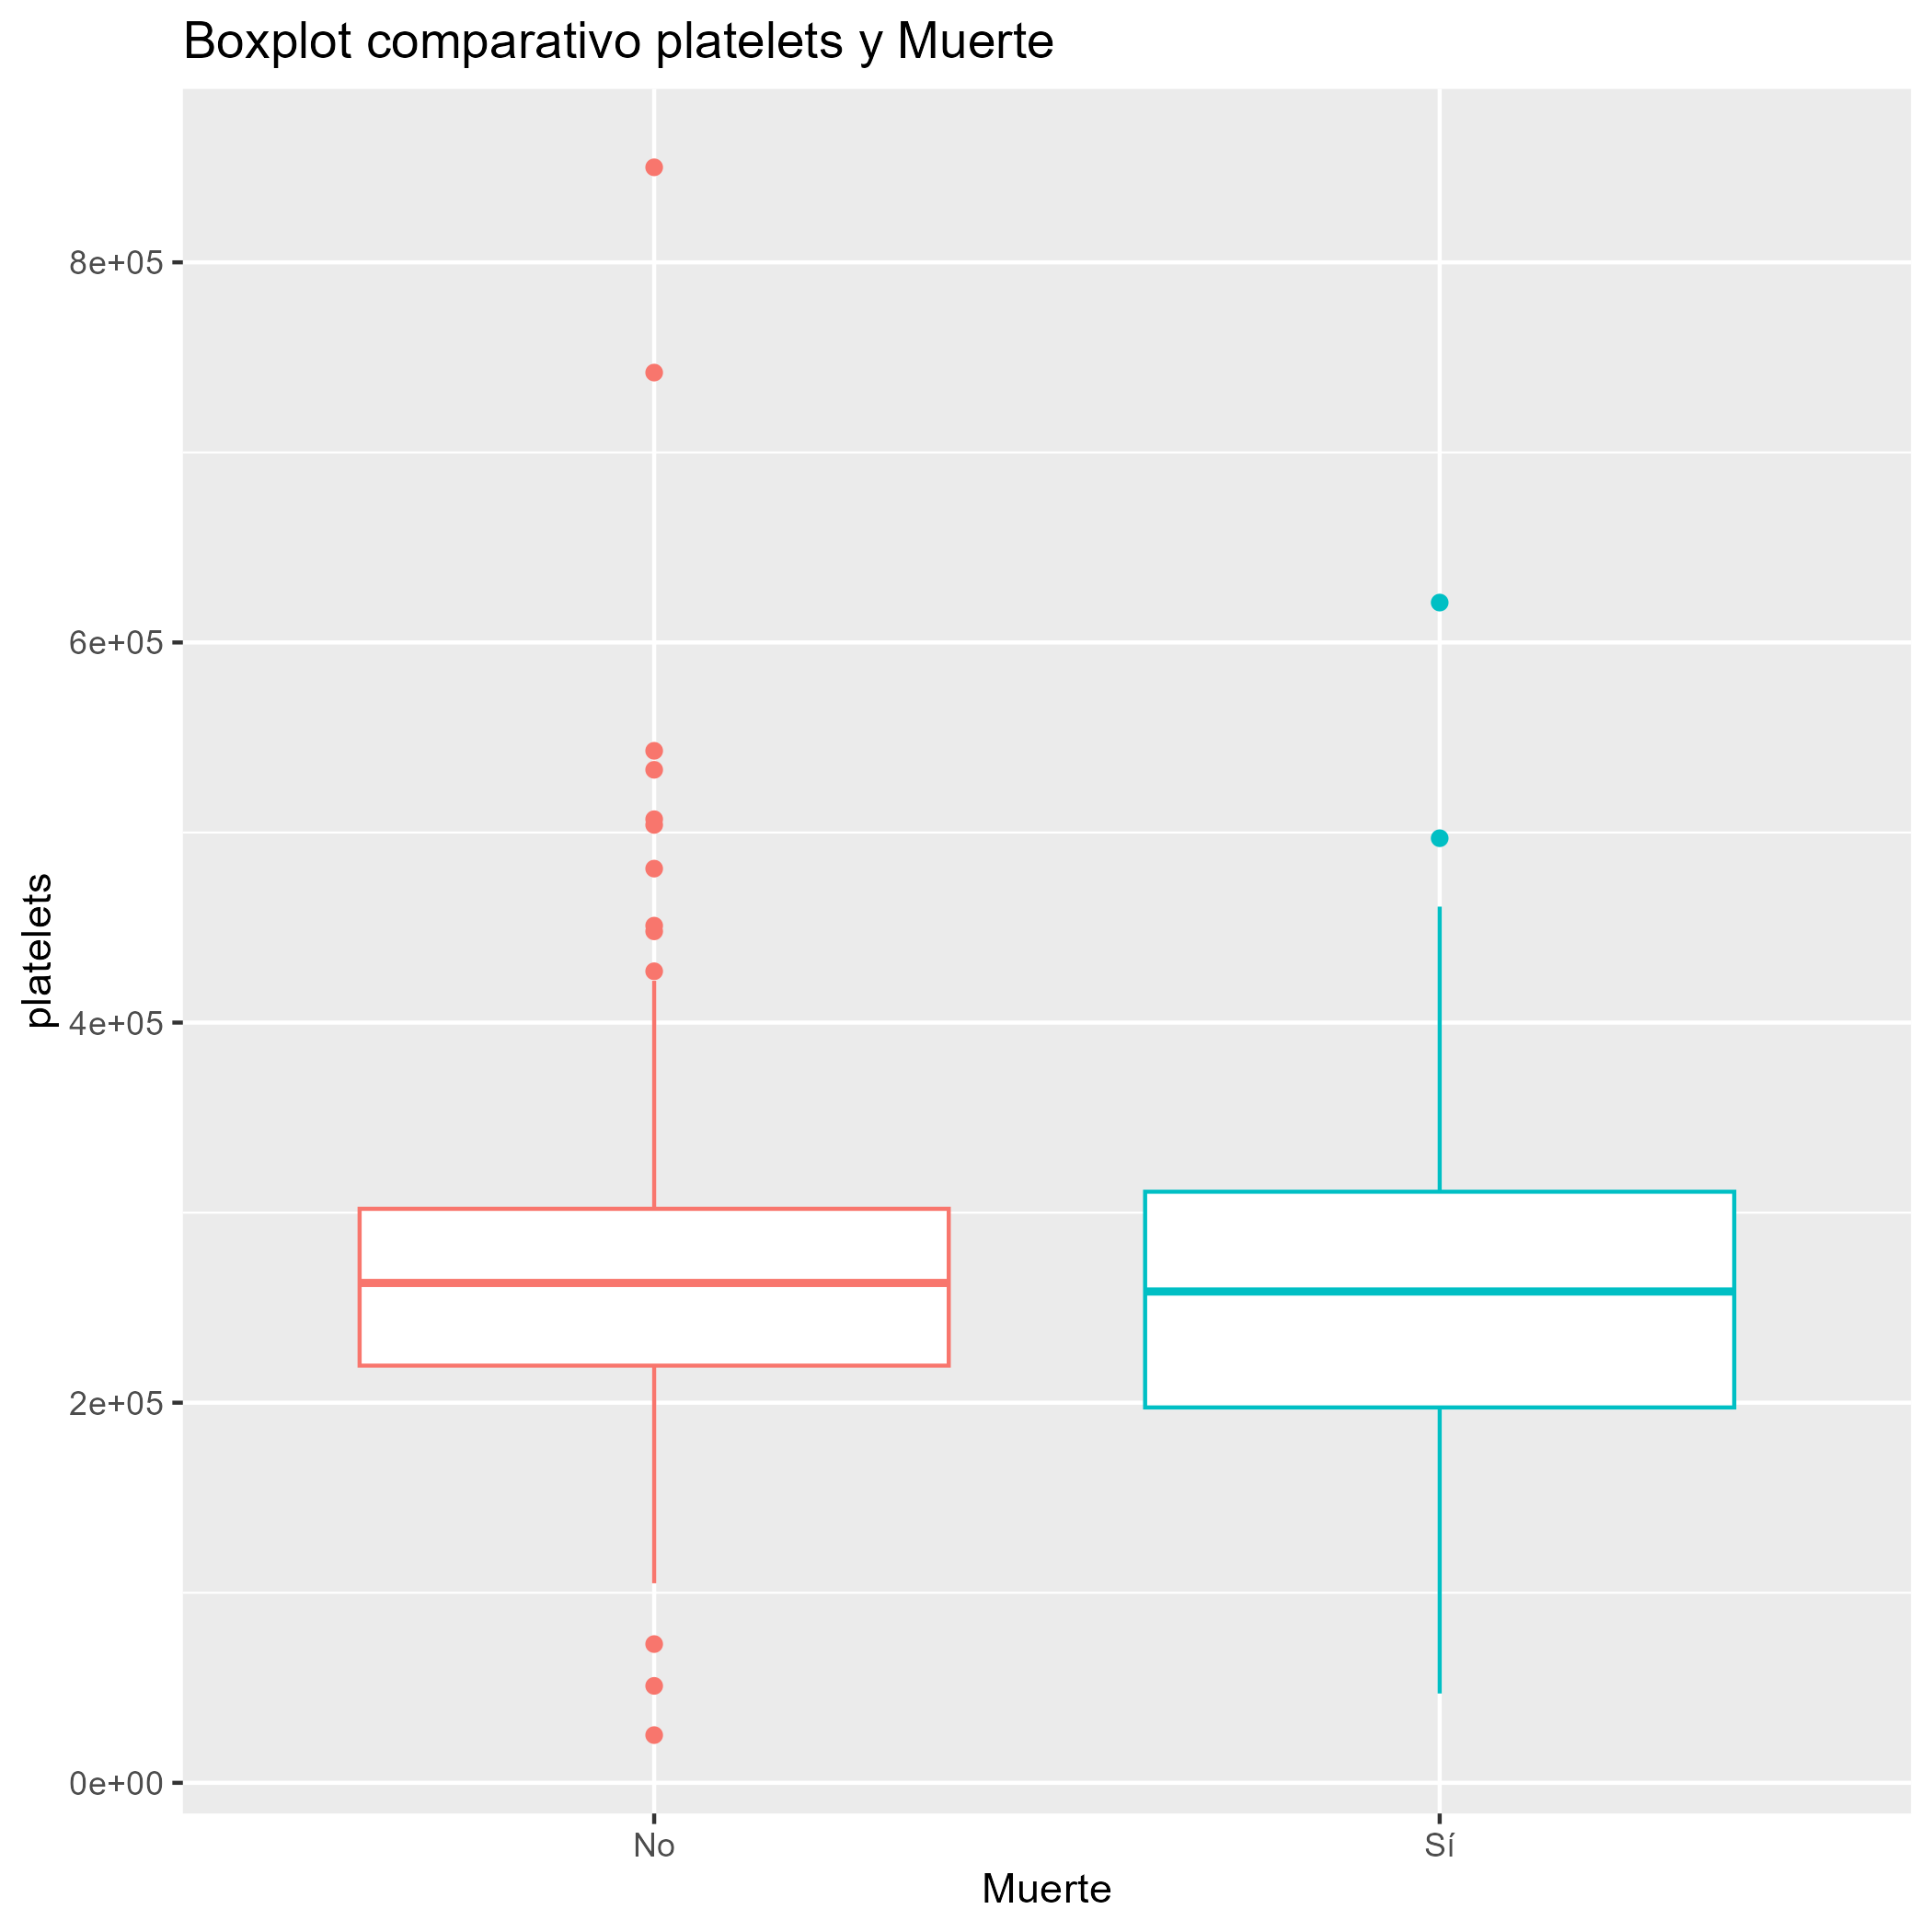 Boxplot comparativo platelets y Muerte
platelets
8e+05
6e+05
4e+05
2e+05
0e+00
No
Sí
Muerte